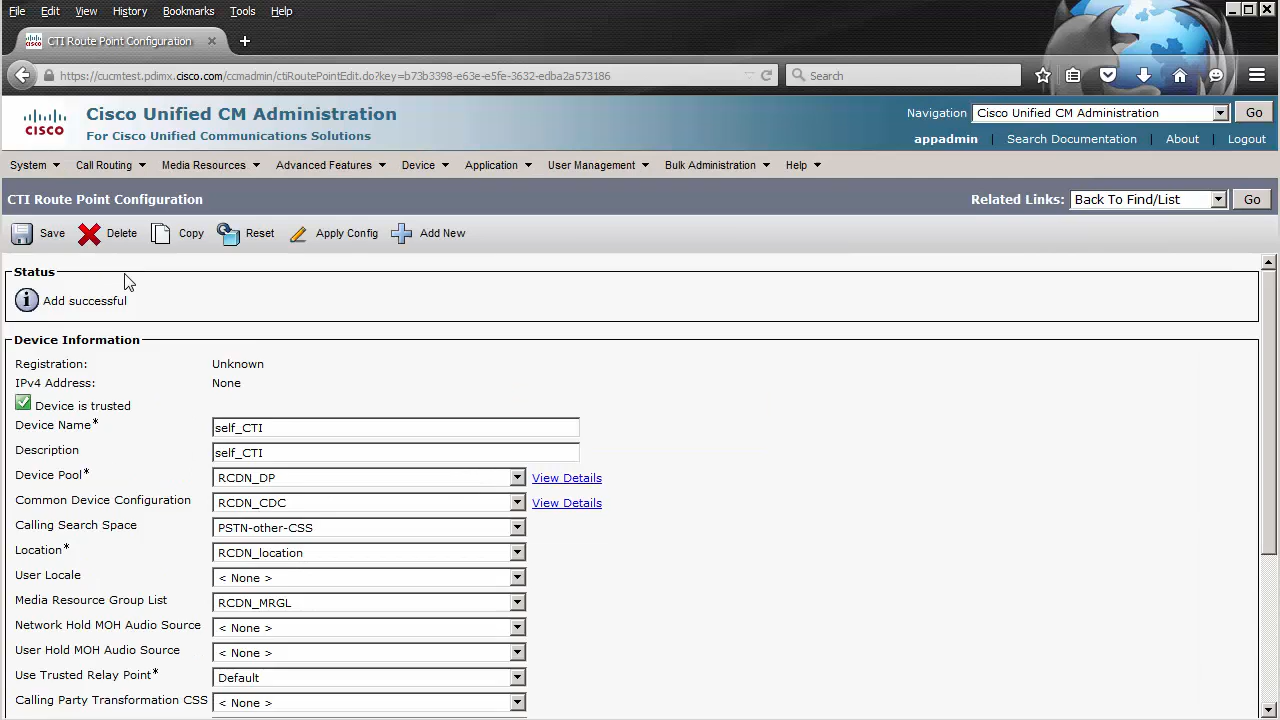 File Edit View History Bookmarks Tools Help
CTI Route Point Configuration
https://cucmtest.pdimx.cisco.com/ccmadmin/ctiRoutePointEdit.do?key=b73b3398-e63e-e5fe-3632-edba2a573186 Search
Cisco Unified CM Administration Navigation Cisco Unified CM Administration Go
CISCO For Cisco Unified Communications Solutions
appadmin | Search Documentation | About | Logout
System Call Routing Media Resources Advanced Features Device Application User Management Bulk Administration Help
CTI Route Point Configuration Related Links: Back To Find/List Go
Save Delete Copy Reset Apply Config Add New
Status
Add successful
Device Information
Registration: Unknown
IPv4 Address: None
Device is trusted
Device Name* self_CTI
Description self_CTI
Device Pool* RCDN_DP View Details
Common Device Configuration RCDN_CDC View Details
Calling Search Space PSTN-other-CSS
Location* RCDN_location
User Locale < None >
Media Resource Group List RCDN_MRGL
Network Hold MOH Audio Source < None >
User Hold MOH Audio Source < None >
Use Trusted Relay Point* Default
Calling Party Transformation CSS < None >